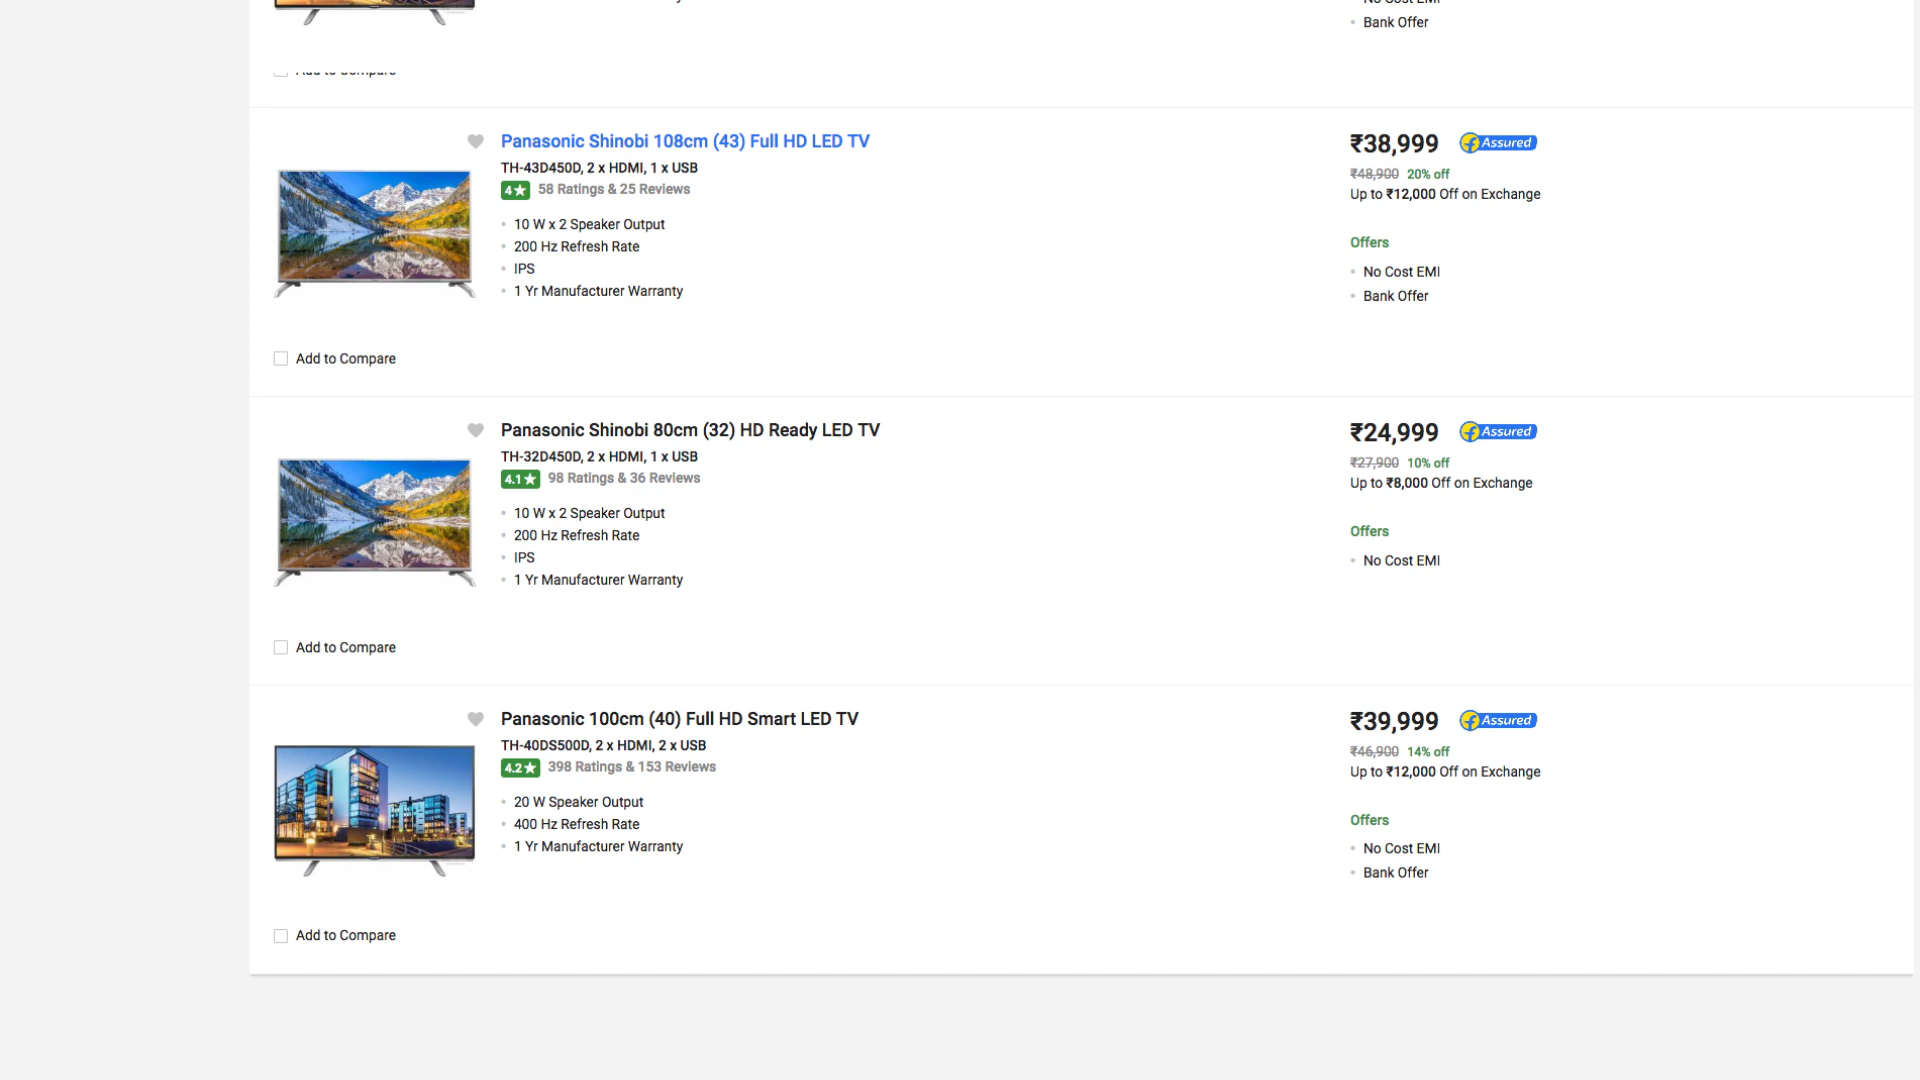 Bank Offer
Add to Compare
Panasonic Shinobi 108cm (43) Full HD LED TV
TH-43D450D, 2 x HDMI, 1 x USB
4★ 58 Ratings & 25 Reviews
10 W x 2 Speaker Output
200 Hz Refresh Rate
IPS
1 Yr Manufacturer Warranty
₹38,999 Assured
₹48,900 20% off
Up to ₹12,000 Off on Exchange
Offers
No Cost EMI
Bank Offer
Add to Compare
Panasonic Shinobi 80cm (32) HD Ready LED TV
TH-32D450D, 2 x HDMI, 1 x USB
4.1★ 98 Ratings & 36 Reviews
10 W x 2 Speaker Output
200 Hz Refresh Rate
IPS
1 Yr Manufacturer Warranty
₹24,999 Assured
₹27,900 10% off
Up to ₹8,000 Off on Exchange
Offers
No Cost EMI
Add to Compare
Panasonic 100cm (40) Full HD Smart LED TV
TH-40DS500D, 2 x HDMI, 2 x USB
4.2★ 398 Ratings & 153 Reviews
20 W Speaker Output
400 Hz Refresh Rate
1 Yr Manufacturer Warranty
₹39,999 Assured
₹46,900 14% off
Up to ₹12,000 Off on Exchange
Offers
No Cost EMI
Bank Offer
Add to Compare